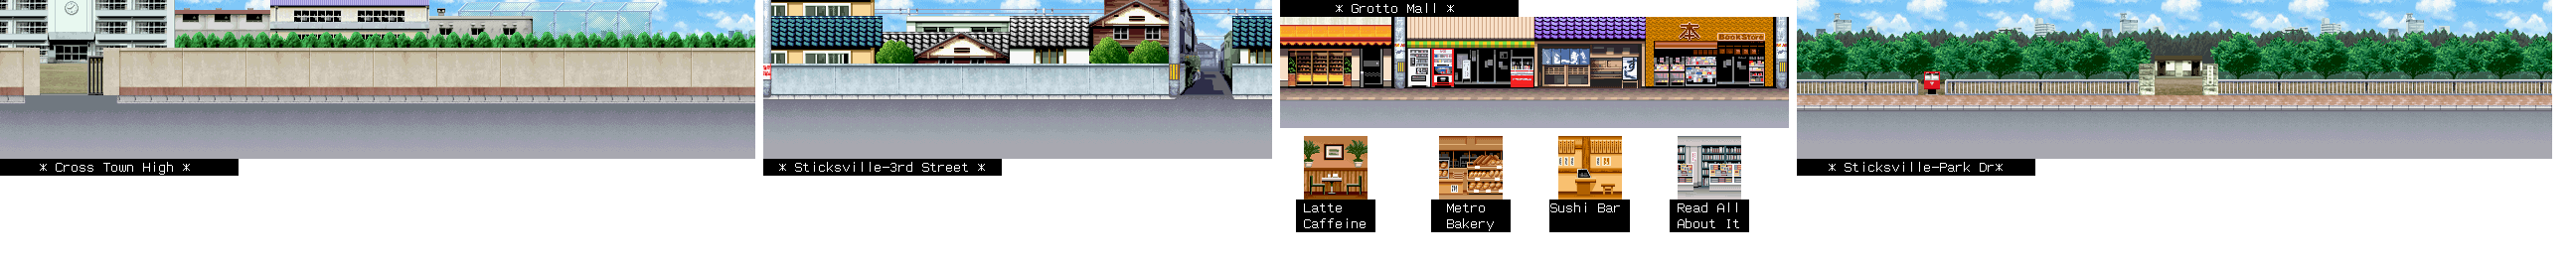 * Grotto Mall *
本
BookStore
* Cross Town High *
* Sticksville-3rd Street *
* Sticksville-Park Dr*
Latte
Caffeine
Metro
Bakery
Sushi Bar
Read All
About It